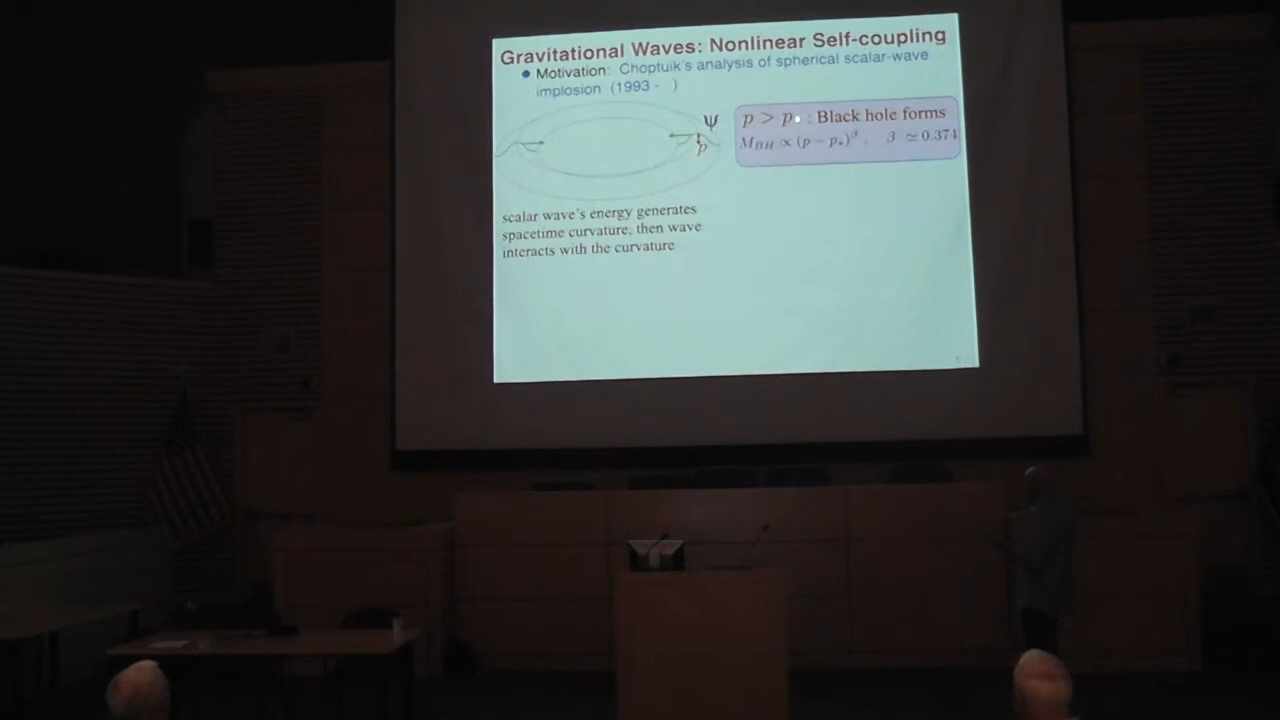 Gravitational Waves: Nonlinear Self-coupling
• Motivation: Choptuik's analysis of spherical scalar-wave
implosion (1993 - )
Ψ
p
p > p* : Black hole forms
M_BH ∝ (p − p*)^β , β ≃ 0.374
scalar wave's energy generates
spacetime curvature, then wave
interacts with the curvature